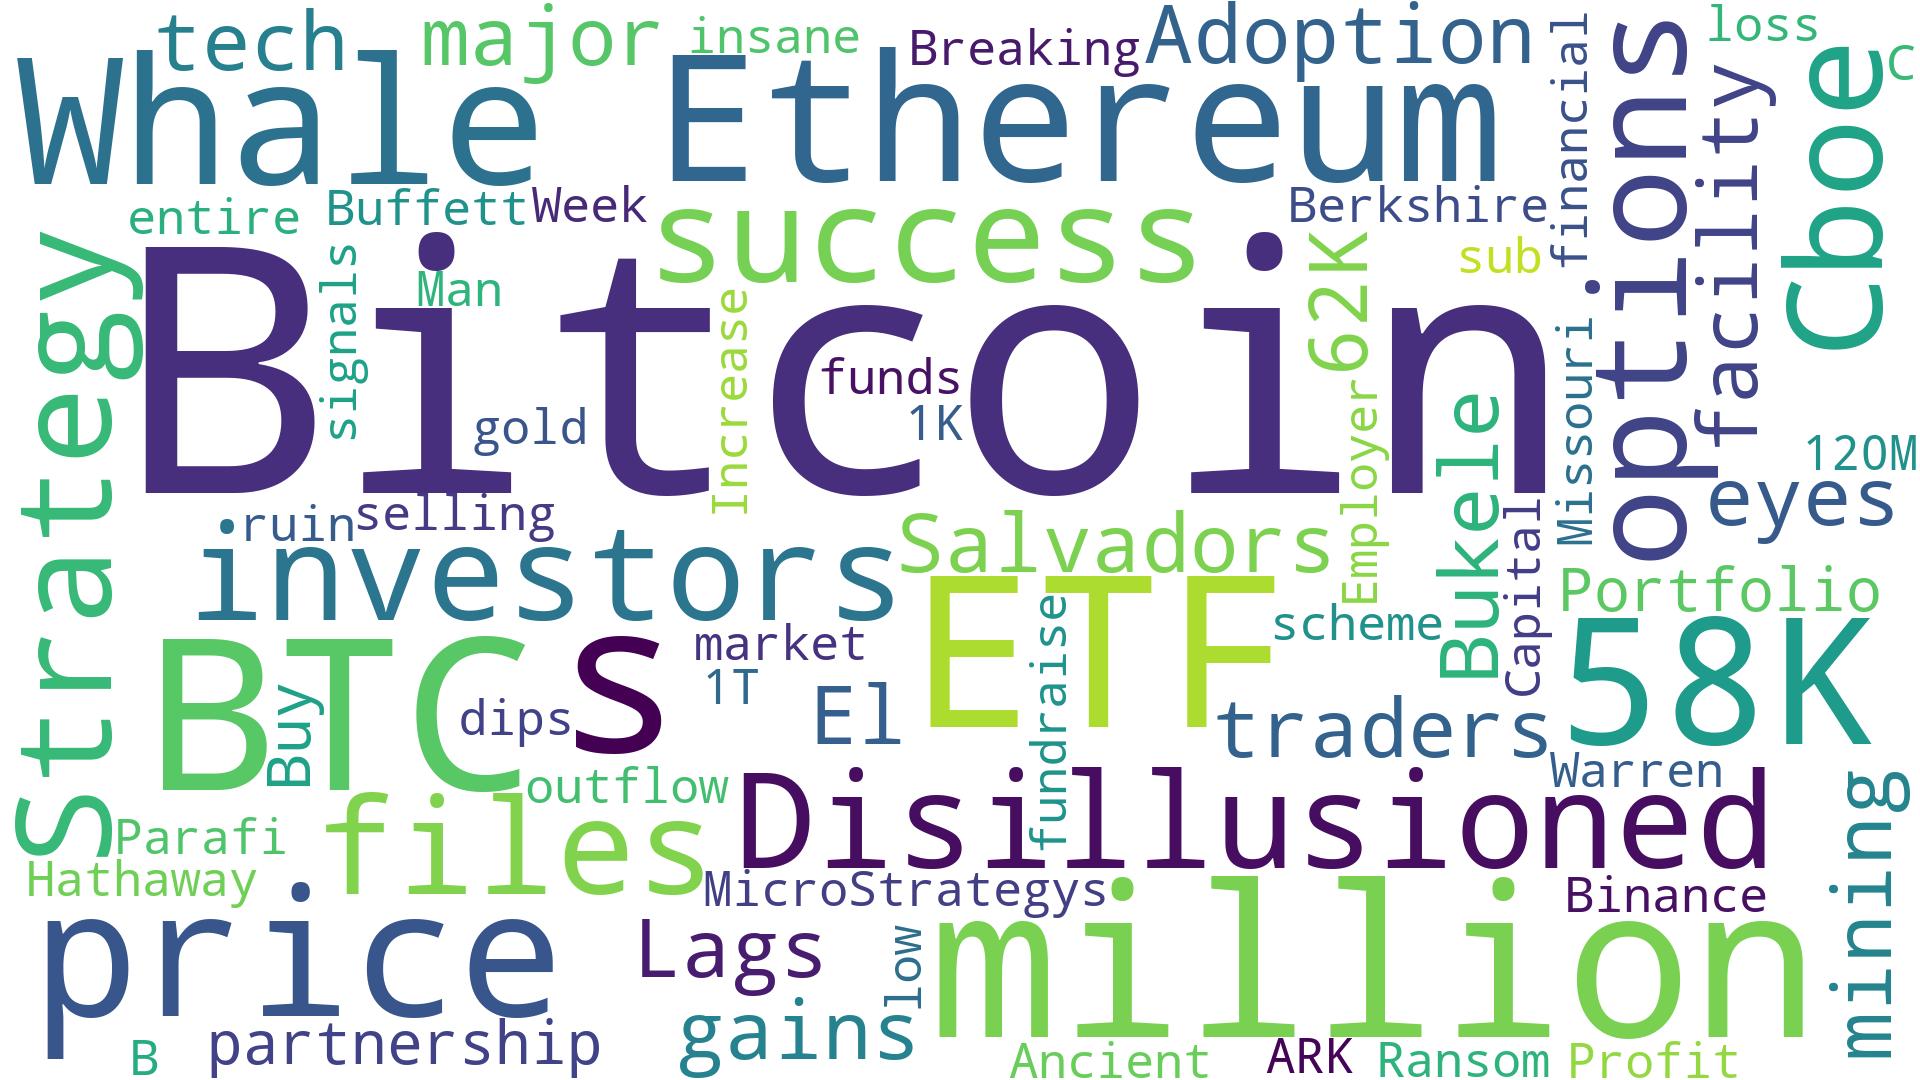 tech
major
insane
Breaking
Adoption
financial
options
loss
facility
Cboe
C
Whale
Ethereum
entire
Buffett
Week
success
Berkshire
sub
62K
Strategy
Bitcoin
signals
Man
gold
Increase
funds
1K
Employer
Bukele
Missouri
120M
eyes
ruin
selling
investors
Salvadors
Capital
Portfolio
BTC
s
market
1T
ETF
scheme
58K
Buy
dips
El
fundraise
traders
Warren
outflow
Disillusioned
mining
Parafi
files
Hathaway
MicroStrategys
Binance
price
Lags
low
million
partnership
B
gains
Ancient
ARK
Ransom
Profit